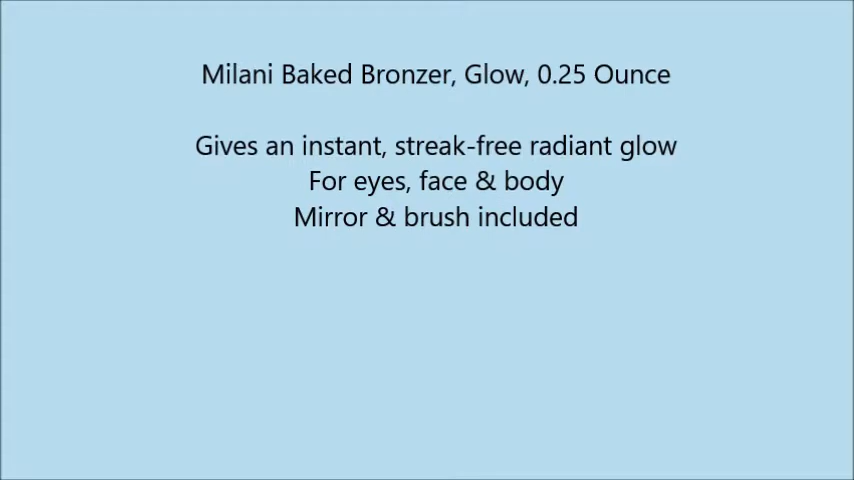 Milani Baked Bronzer, Glow, 0.25 Ounce
Gives an instant, streak-free radiant glow
For eyes, face & body
Mirror & brush included